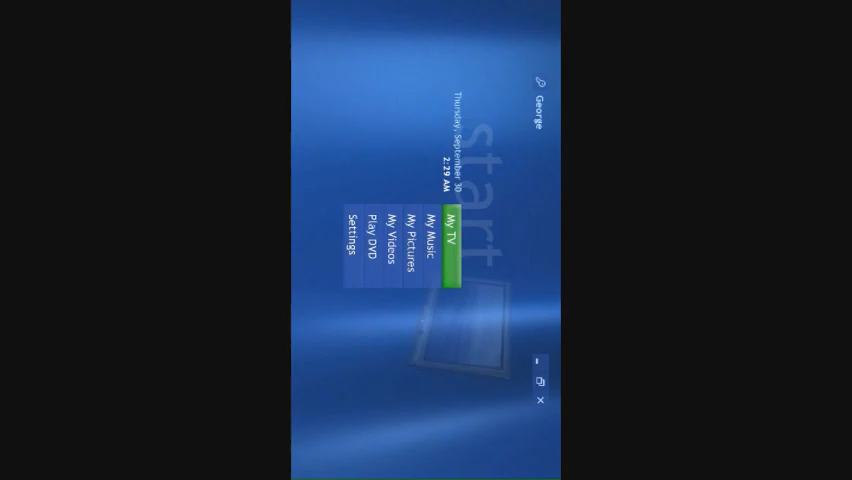 George
start
Thursday, September 30
2:29 AM
My TV
My Music
My Pictures
My Videos
Play DVD
Settings